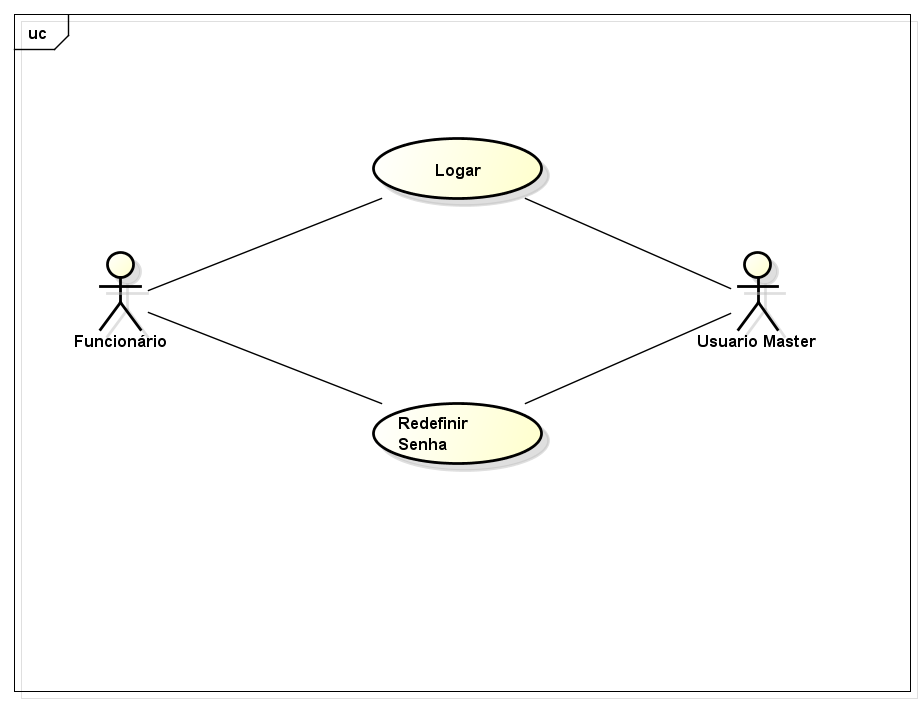 uc
Logar
Funcionário
Usuario Master
Redefinir
Senha